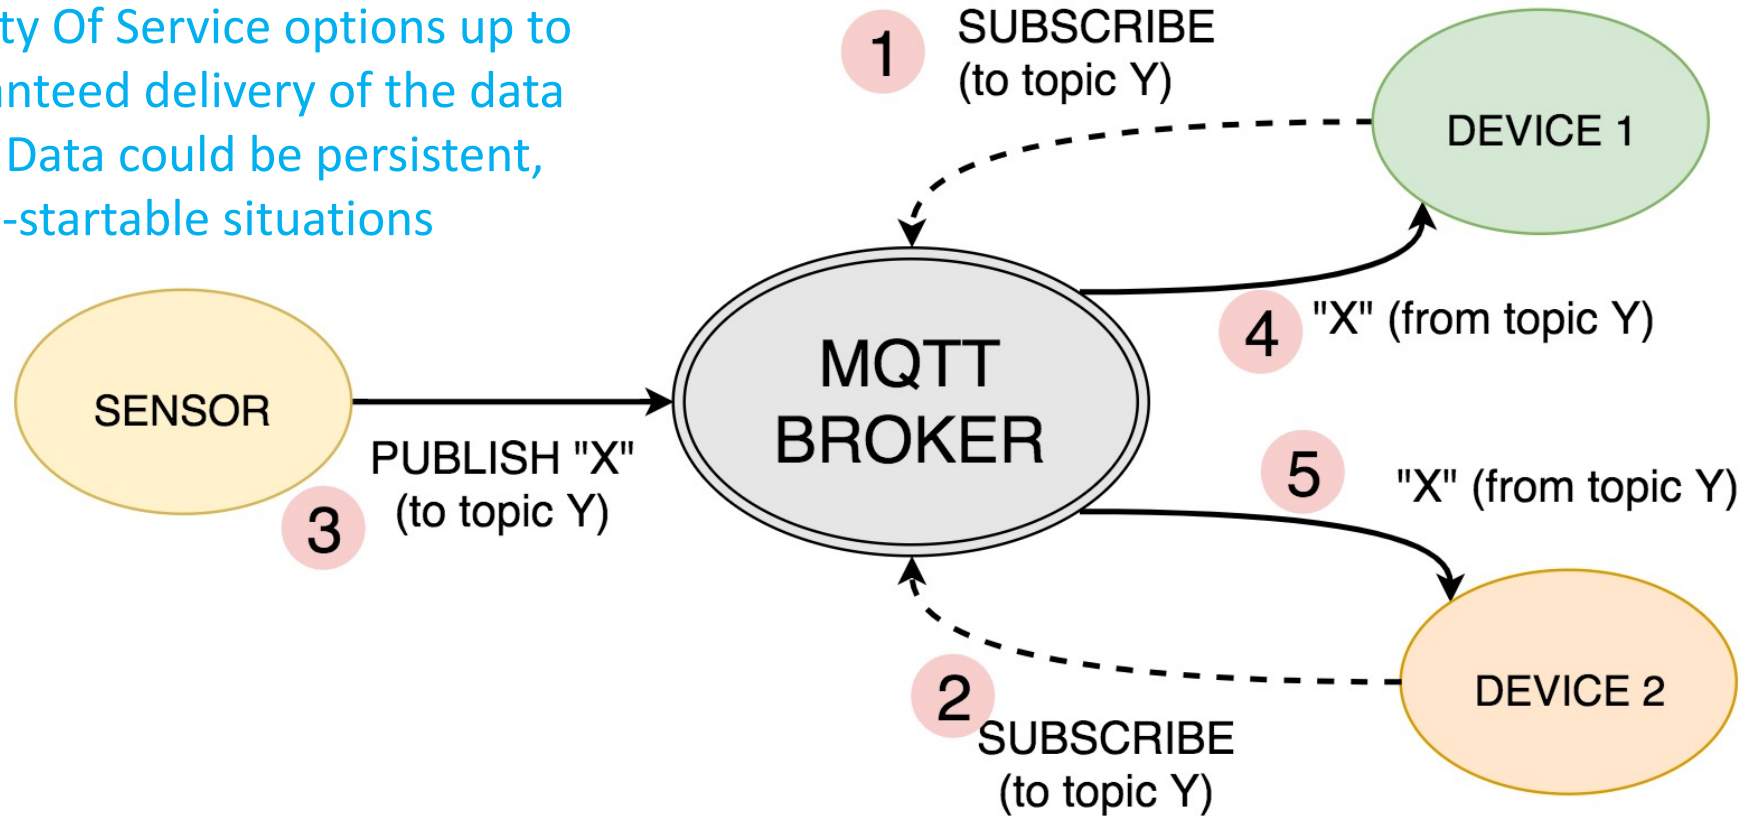 ty Of Service options up to
anteed delivery of the data
Data could be persistent,
-startable situations
1
SUBSCRIBE
(to topic Y)
DEVICE 1
4
"X" (from topic Y)
SENSOR
MQTT
BROKER
PUBLISH "X"
(to topic Y)
3
5
"X" (from topic Y)
DEVICE 2
2
SUBSCRIBE
(to topic Y)